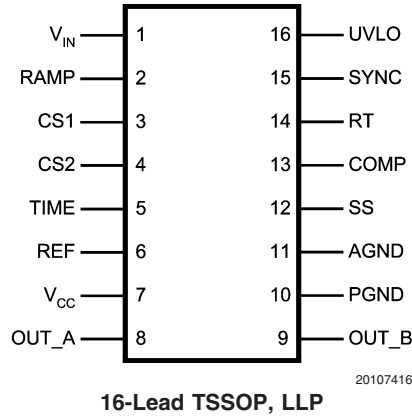 VIN 1 16 UVLO
RAMP 2 15 SYNC
CS1 3 14 RT
CS2 4 13 COMP
TIME 5 12 SS
REF 6 11 AGND
VCC 7 10 PGND
OUT_A 8 9 OUT_B
20107416
16-Lead TSSOP, LLP